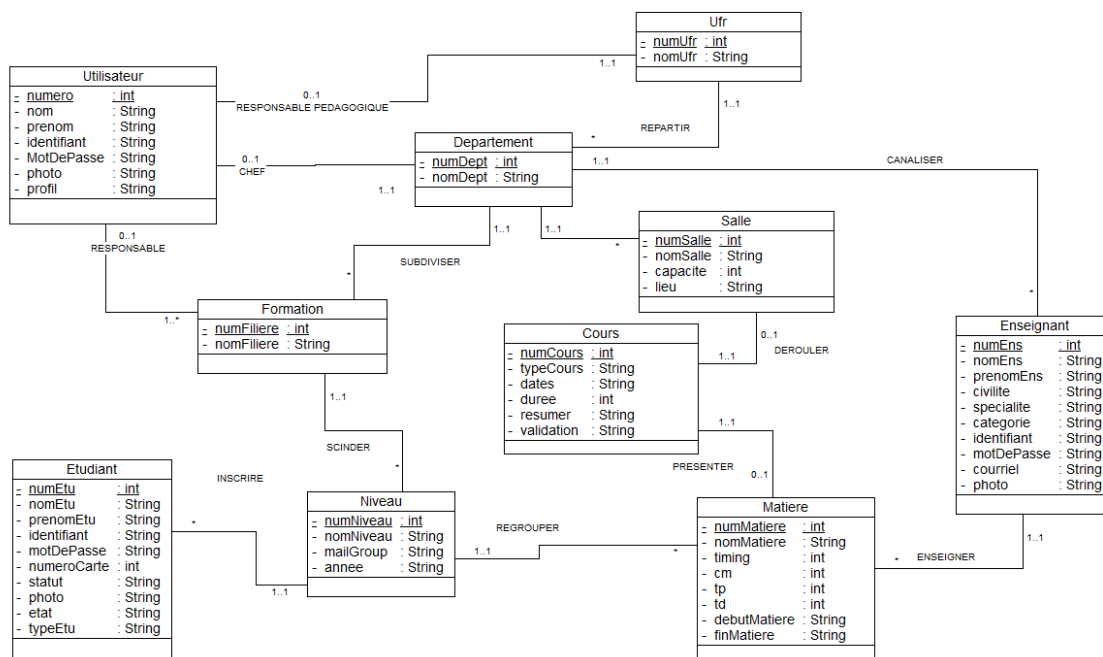 Ufr
- numUfr : int
- nomUfr : String
Utilisateur
- numero : int
- nom : String
- prenom : String
- identifiant : String
- MotDePasse : String
- photo : String
- profil : String
0..1
RESPONSABLE PEDAGOGIQUE
1..1
1..1
REPARTIR
*
Departement
- numDept : int
- nomDept : String
0..1
CHEF
1..1
1..1
CANALISER
*
0..1
RESPONSABLE
1..*
1..1
SUBDIVISER
*
1..1
*
Salle
- numSalle : int
- nomSalle : String
- capacite : int
- lieu : String
Formation
- numFiliere : int
- nomFiliere : String
0..1
DEROULER
1..1
Cours
- numCours : int
- typeCours : String
- dates : String
- duree : int
- resumer : String
- validation : String
Enseignant
- numEns : int
- nomEns : String
- prenomEns : String
- civilite : String
- specialite : String
- categorie : String
- identifiant : String
- motDePasse : String
- courriel : String
- photo : String
1..1
SCINDER
*
1..1
PRESENTER
0..1
Etudiant
- numEtu : int
- nomEtu : String
- prenomEtu : String
- identifiant : String
- motDePasse : String
- numeroCarte : int
- statut : String
- photo : String
- etat : String
- typeEtu : String
INSCRIRE
*
1..1
Niveau
- numNiveau : int
- nomNiveau : String
- mailGroup : String
- annee : String
REGROUPER
1..1
*
Matiere
- numMatiere : int
- nomMatiere : String
- timing : int
- cm : int
- tp : int
- td : int
- debutMatiere : String
- finMatiere : String
*
ENSEIGNER
1..1